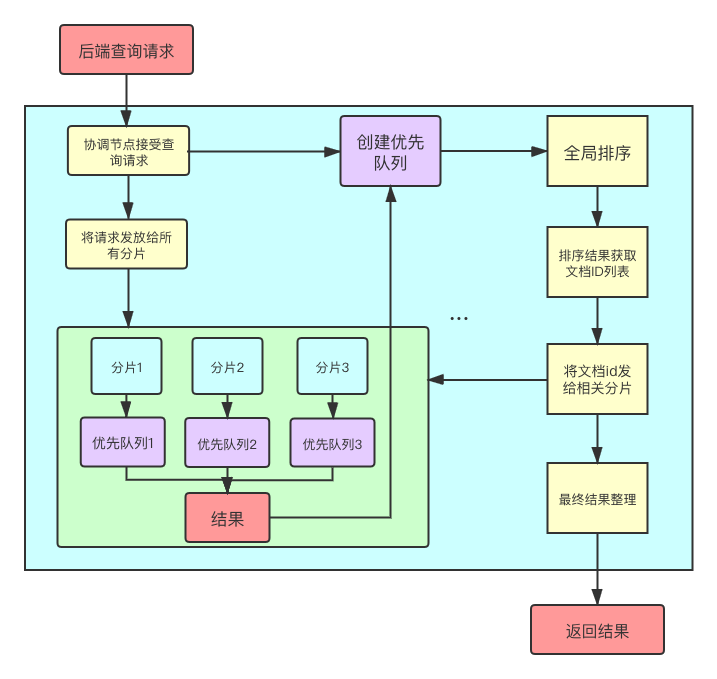 后端查询请求
协调节点接受查
询请求
创建优先
队列
全局排序
将请求发放给所
有分片
排序结果获取
文档ID列表
...
分片1
分片2
分片3
将文档id发
给相关分片
优先队列1
优先队列2
优先队列3
结果
最终结果整理
返回结果